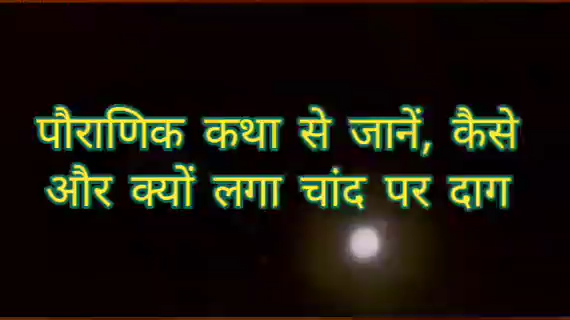 पौराणिक कथा से जानें, कैसे
और क्यों लगा चांद पर दाग